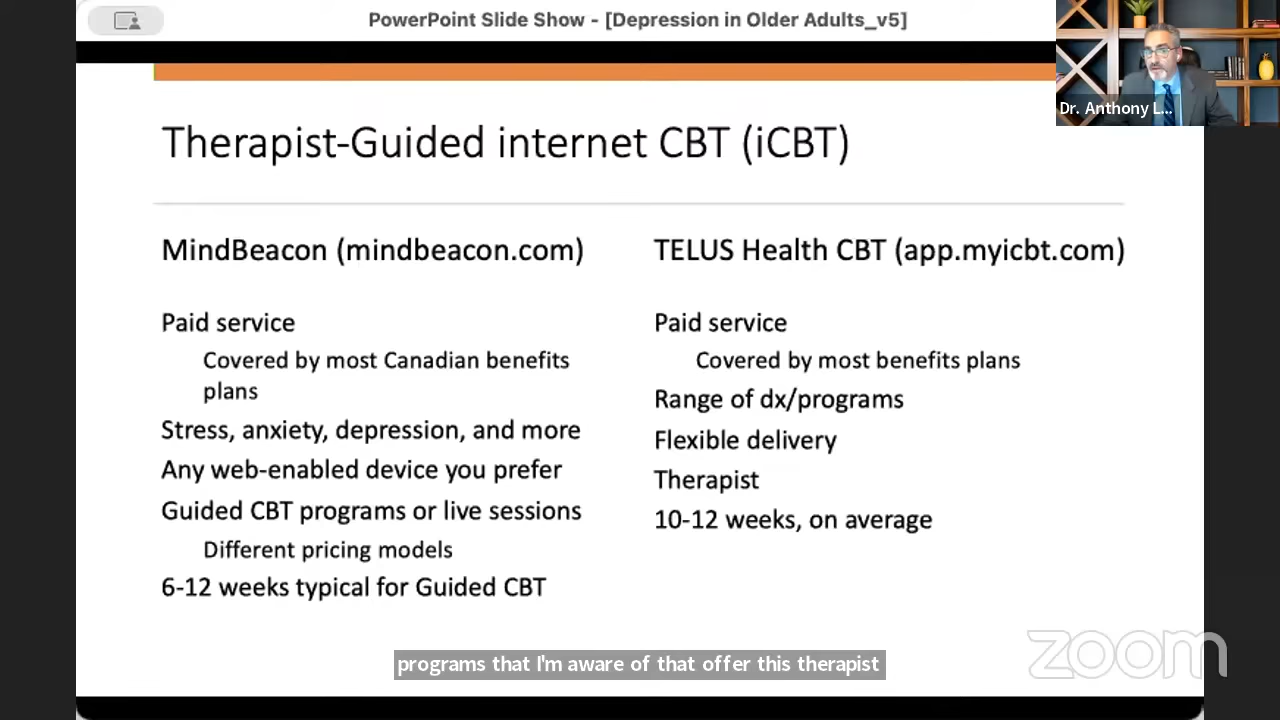 PowerPoint Slide Show - [Depression in Older Adults_v5]
Dr. Anthony L...
Therapist-Guided internet CBT (iCBT)
MindBeacon (mindbeacon.com)
Paid service
Covered by most Canadian benefits
plans
Stress, anxiety, depression, and more
Any web-enabled device you prefer
Guided CBT programs or live sessions
Different pricing models
6-12 weeks typical for Guided CBT
TELUS Health CBT (app.myicbt.com)
Paid service
Covered by most benefits plans
Range of dx/programs
Flexible delivery
Therapist
10-12 weeks, on average
programs that I'm aware of that offer this therapist
zoom